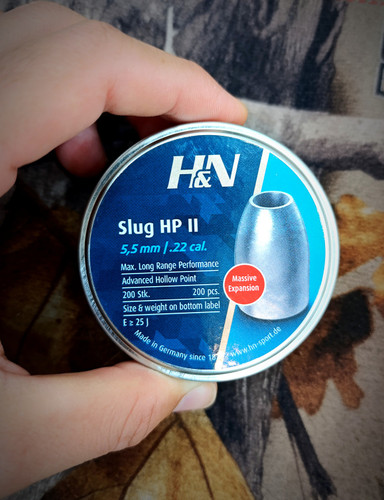 H&N
Slug HP II
5,5 mm / .22 cal.
Max. Long Range Performance
Advanced Hollow Point
200 Stk. 200 pcs.
Size & weight on bottom label
E ≥ 25 J
Massive
Expansion
Made in Germany since
www.hn-sport.de